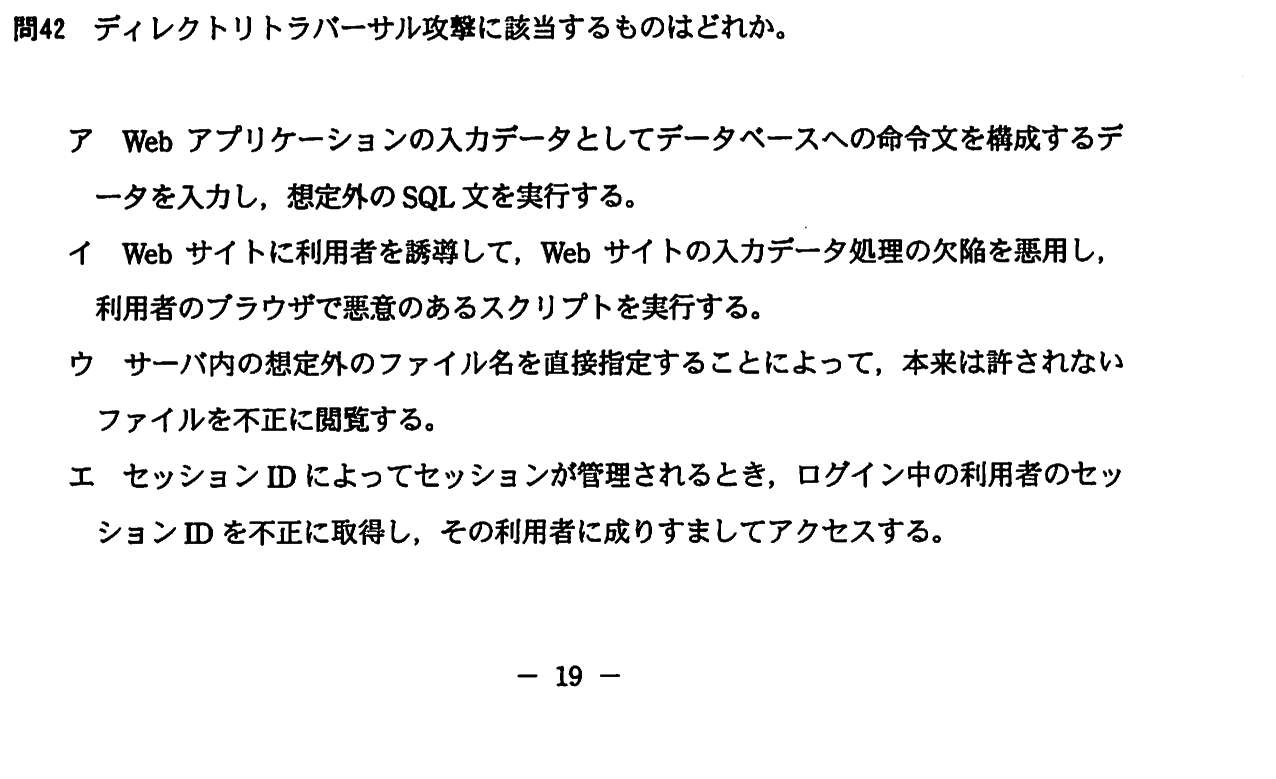 問42 ディレクトリトラバーサル攻撃に該当するものはどれか。
ア Web アプリケーションの入力データとしてデータベースへの命令文を構成するデ
ータを入力し，想定外の SQL 文を実行する。
イ Web サイトに利用者を誘導して，Web サイトの入力データ処理の欠陥を悪用し，
利用者のブラウザで悪意のあるスクリプトを実行する。
ウ サーバ内の想定外のファイル名を直接指定することによって，本来は許されない
ファイルを不正に閲覧する。
エ セッション ID によってセッションが管理されるとき，ログイン中の利用者のセッ
ション ID を不正に取得し，その利用者に成りすましてアクセスする。
－ 19 －